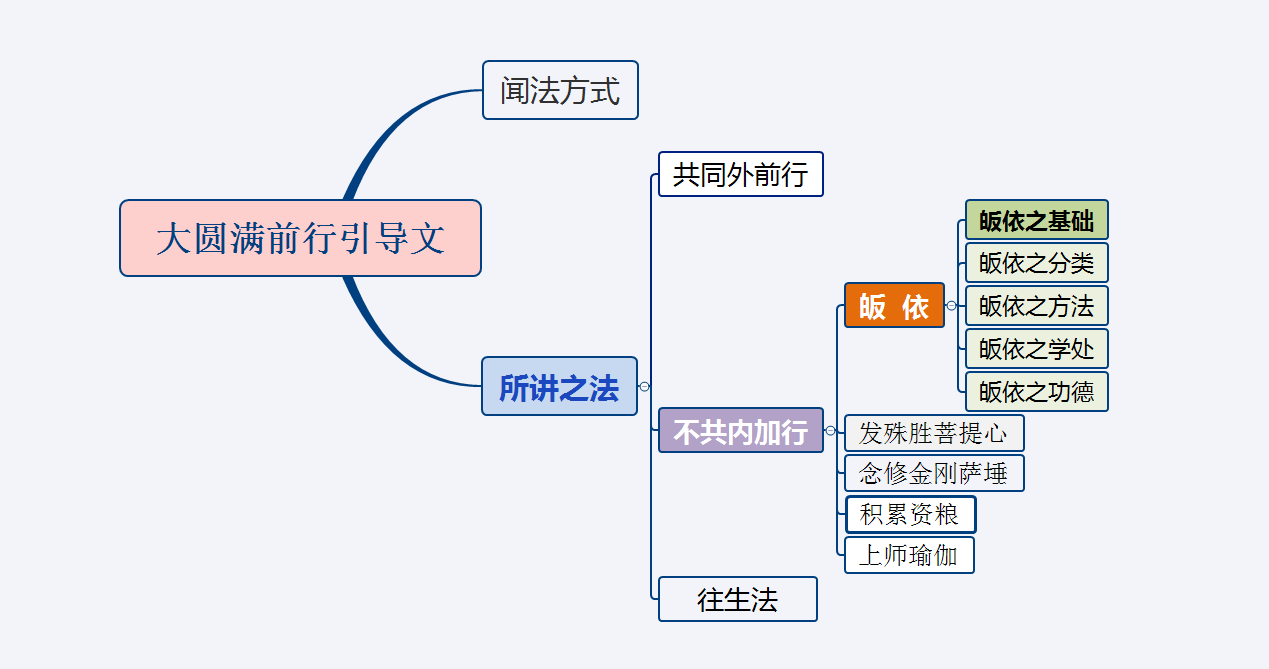 大圆满前行引导文
闻法方式
所讲之法
共同外前行
不共内加行
皈 依
皈依之基础
皈依之分类
皈依之方法
皈依之学处
皈依之功德
发殊胜菩提心
念修金刚萨埵
积累资粮
上师瑜伽
往生法